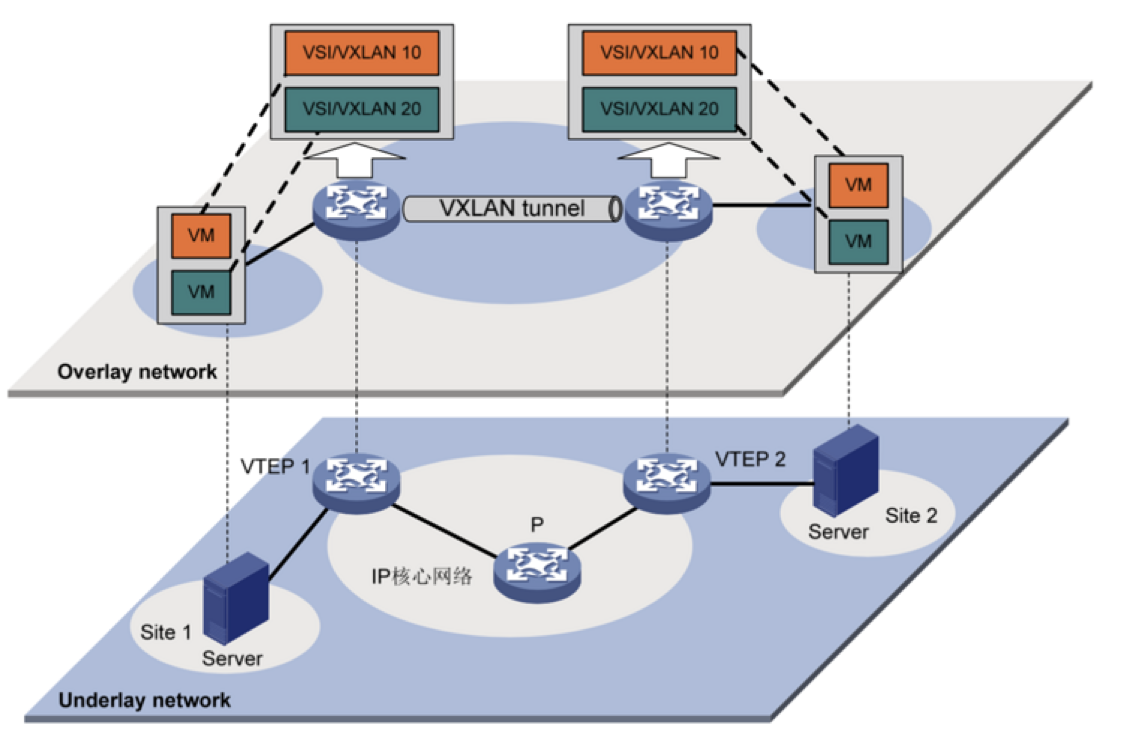 VSI/VXLAN 10
VSI/VXLAN 20
VSI/VXLAN 10
VSI/VXLAN 20
VM
VM
VXLAN tunnel
VM
VM
Overlay network
VTEP 1
VTEP 2
P
IP核心网络
Server
Site 2
Site 1
Server
Underlay network